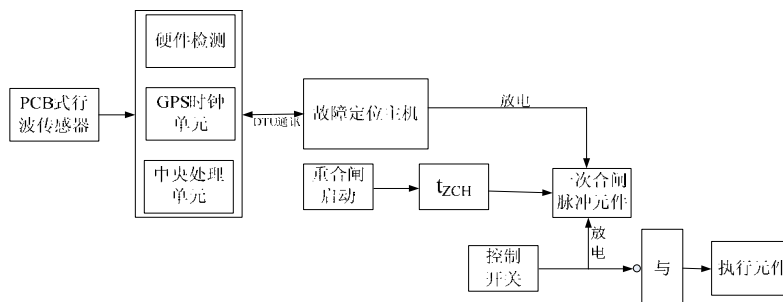 硬件检测
PCB式行
波传感器
GPS时钟
单元
中央处理
单元
DTU通讯
故障定位主机
放电
重合闸
启动
tZCH
一次合闸
脉冲元件
放
电
控制
开关
与
执行元件